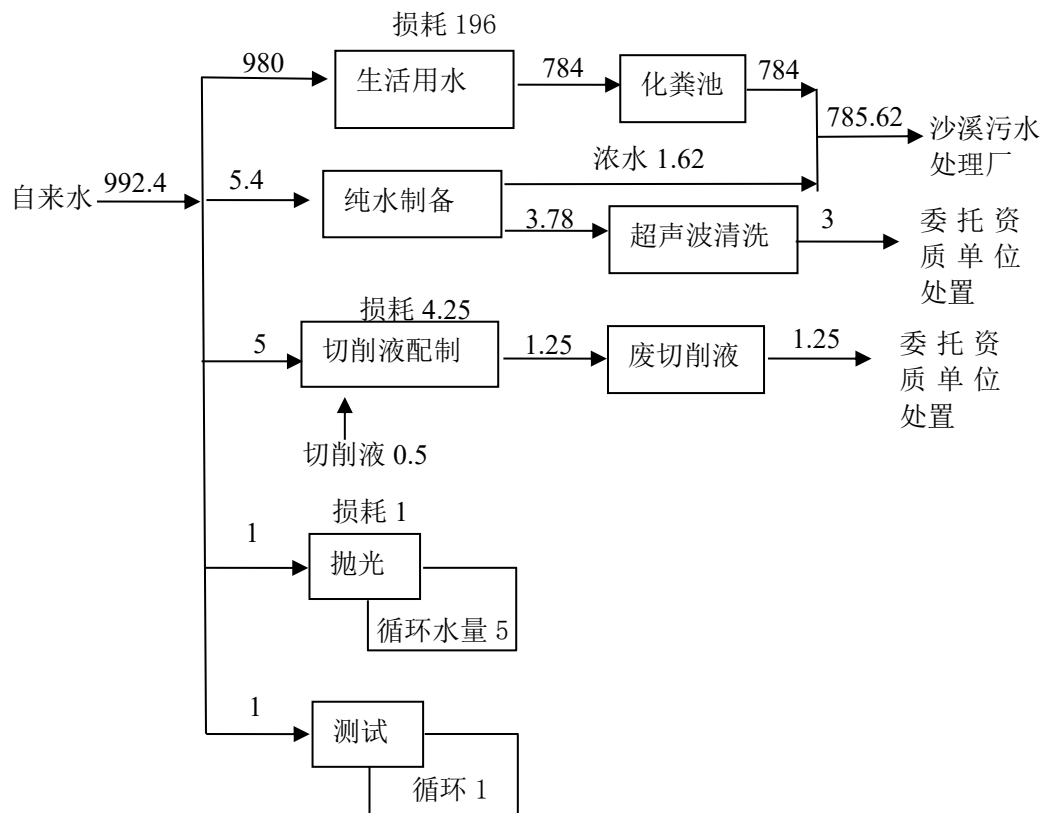 损耗 196
980
生活用水
784
化粪池
784
785.62
沙溪污水
处理厂
浓水 1.62
自来水
992.4
5.4
纯水制备
3.78
超声波清洗
3
委 托 资
质 单 位
处置
损耗 4.25
5
切削液配制
1.25
废切削液
1.25
委 托 资
质 单 位
处置
切削液 0.5
损耗 1
1
抛光
循环水量 5
1
测试
循环 1